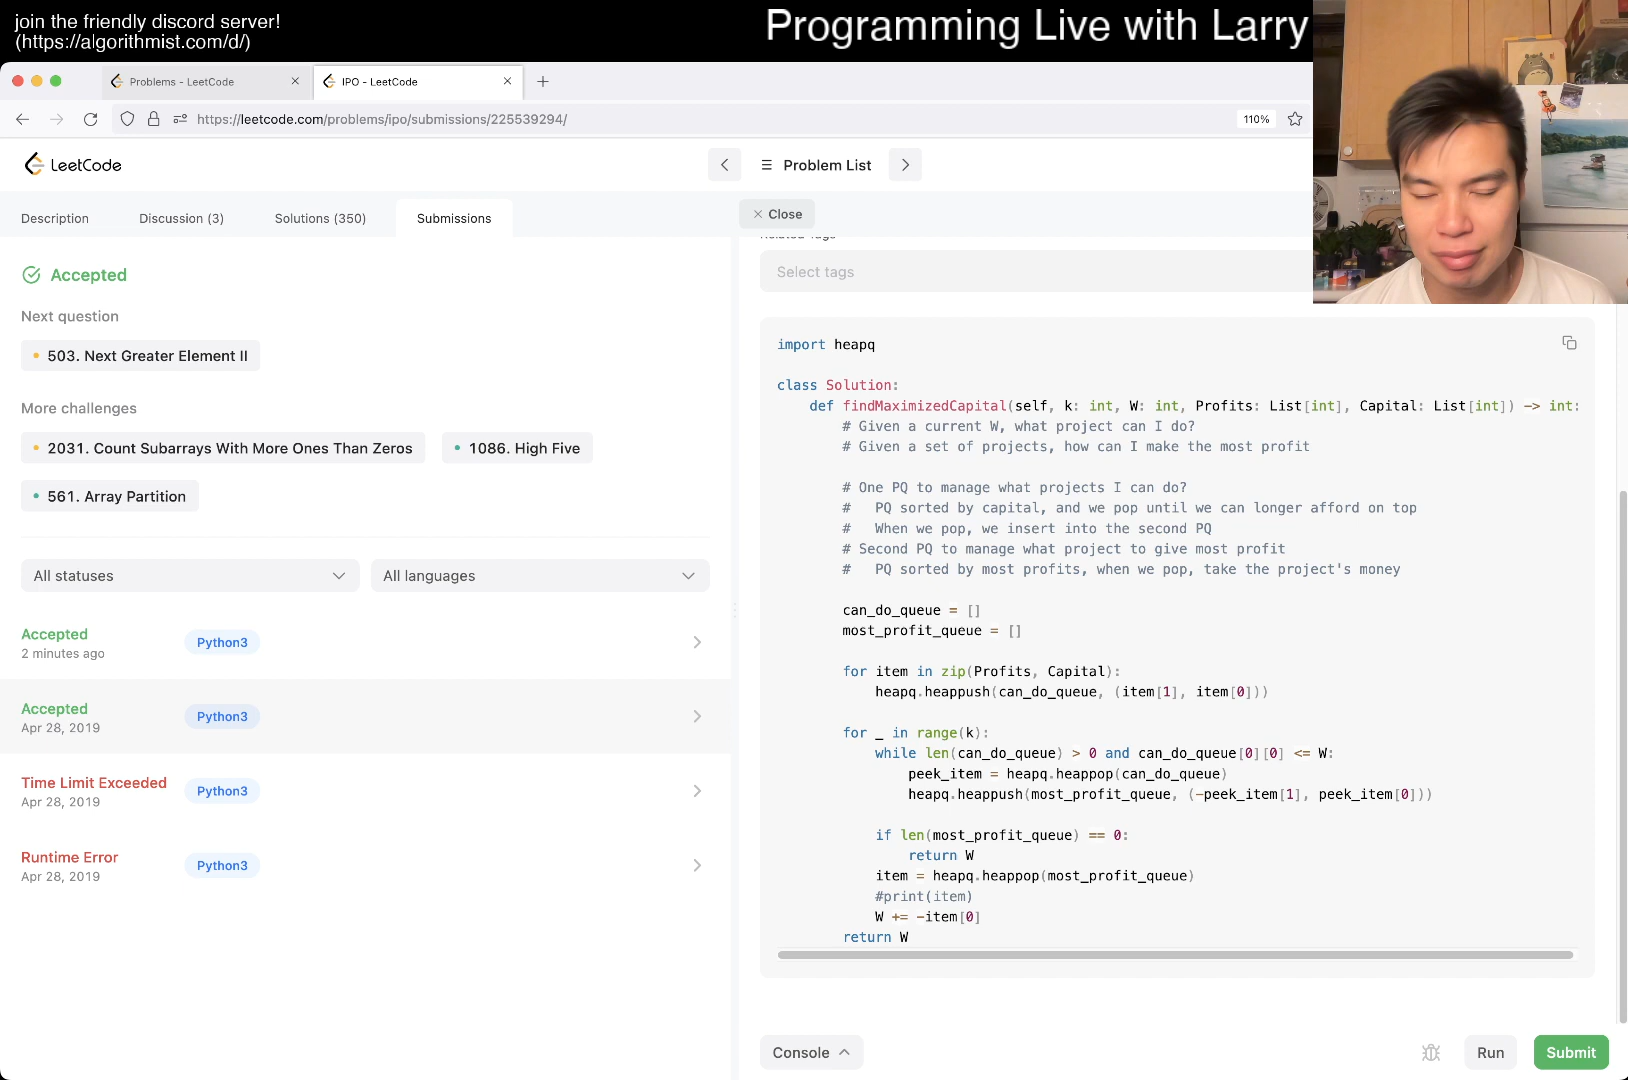 join the friendly discord server!
(https://algorithmist.com/d/)
Programming Live with Larry
Problems - LeetCode
IPO - LeetCode
https://leetcode.com/problems/ipo/submissions/225539294/
110%
LeetCode
Problem List
Description
Discussion (3)
Solutions (350)
Submissions
Close
Related Tags
Select tags
Accepted
Next question
503. Next Greater Element II
More challenges
2031. Count Subarrays With More Ones Than Zeros
1086. High Five
561. Array Partition
All statuses
All languages
Accepted
2 minutes ago
Python3
Accepted
Apr 28, 2019
Python3
Time Limit Exceeded
Apr 28, 2019
Python3
Runtime Error
Apr 28, 2019
Python3
import heapq
class Solution:
def findMaximizedCapital(self, k: int, W: int, Profits: List[int], Capital: List[int]) -> int:
# Given a current W, what project can I do?
# Given a set of projects, how can I make the most profit
# One PQ to manage what projects I can do?
#   PQ sorted by capital, and we pop until we can longer afford on top
#   When we pop, we insert into the second PQ
# Second PQ to manage what project to give most profit
#   PQ sorted by most profits, when we pop, take the project's money
can_do_queue = []
most_profit_queue = []
for item in zip(Profits, Capital):
heapq.heappush(can_do_queue, (item[1], item[0]))
for _ in range(k):
while len(can_do_queue) > 0 and can_do_queue[0][0] <= W:
peek_item = heapq.heappop(can_do_queue)
heapq.heappush(most_profit_queue, (-peek_item[1], peek_item[0]))
if len(most_profit_queue) == 0:
return W
item = heapq.heappop(most_profit_queue)
#print(item)
W += -item[0]
return W
Console
Run
Submit